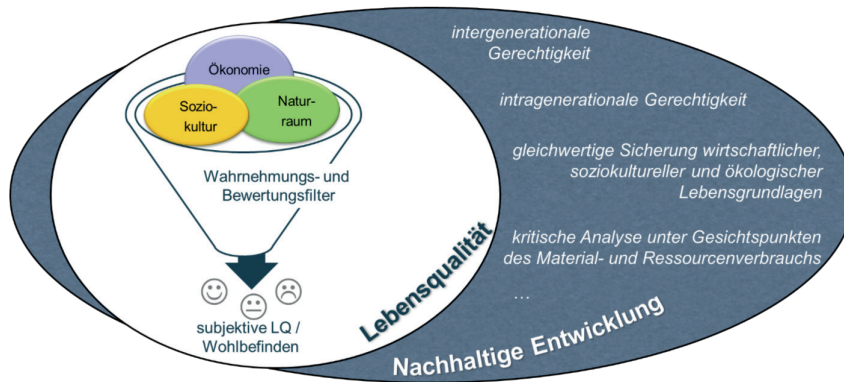 Ökonomie
Sozio-
kultur
Natur-
raum
Wahrnehmungs- und
Bewertungsfilter
subjektive LQ /
Wohlbefinden
Lebensqualität
intergenerationale
Gerechtigkeit
intragenerationale Gerechtigkeit
gleichwertige Sicherung wirtschaftlicher,
soziokultureller und ökologischer
Lebensgrundlagen
kritische Analyse unter Gesichtspunkten
des Material- und Ressourcenverbrauchs
...
Nachhaltige Entwicklung